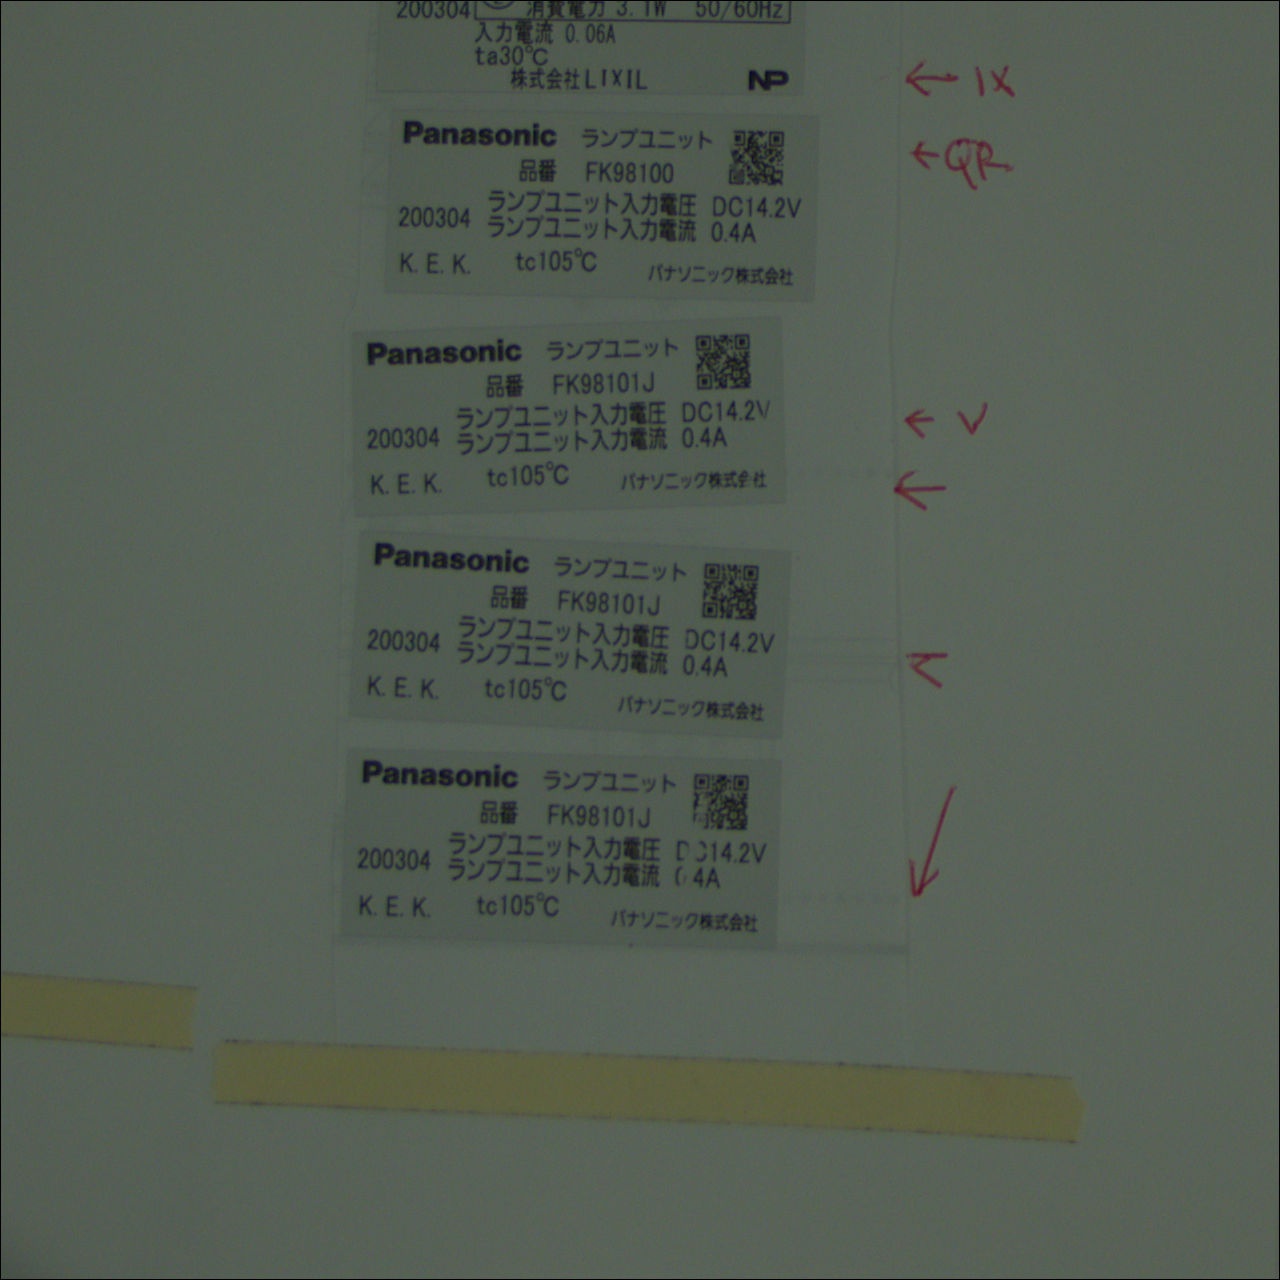 200304 消費電力 3.1W 50/60Hz
入力電流 0.06A
ta30℃
株式会社LIXIL NP
← IX
Panasonic ランプユニット
← QR
品番 FK98100
ランプユニット入力電圧 DC14.2V
200304 ランプユニット入力電流 0.4A
K.E.K. tc105℃ パナソニック株式会社
Panasonic ランプユニット
品番 FK98101J
ランプユニット入力電圧 DC14.2V
← V
200304 ランプユニット入力電流 0.4A
K.E.K. tc105℃ パナソニック株式会社
Panasonic ランプユニット
品番 FK98101J
ランプユニット入力電圧 DC14.2V
200304 ランプユニット入力電流 0.4A
K.E.K. tc105℃ パナソニック株式会社
Panasonic ランプユニット
品番 FK98101J
ランプユニット入力電圧 DC14.2V
200304 ランプユニット入力電流 0.4A
K.E.K. tc105℃ パナソニック株式会社